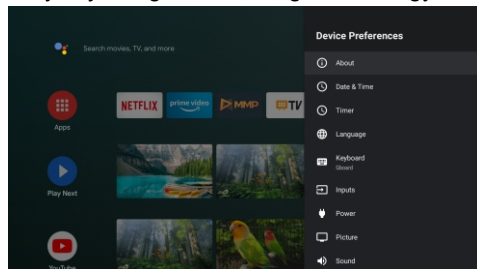 Search movies, TV, and more
Apps
NETFLIX
prime video
MMP
TV
Play Next
YouTube
Device Preferences
About
Date & Time
Timer
Language
Keyboard
Gboard
Inputs
Power
Picture
Sound